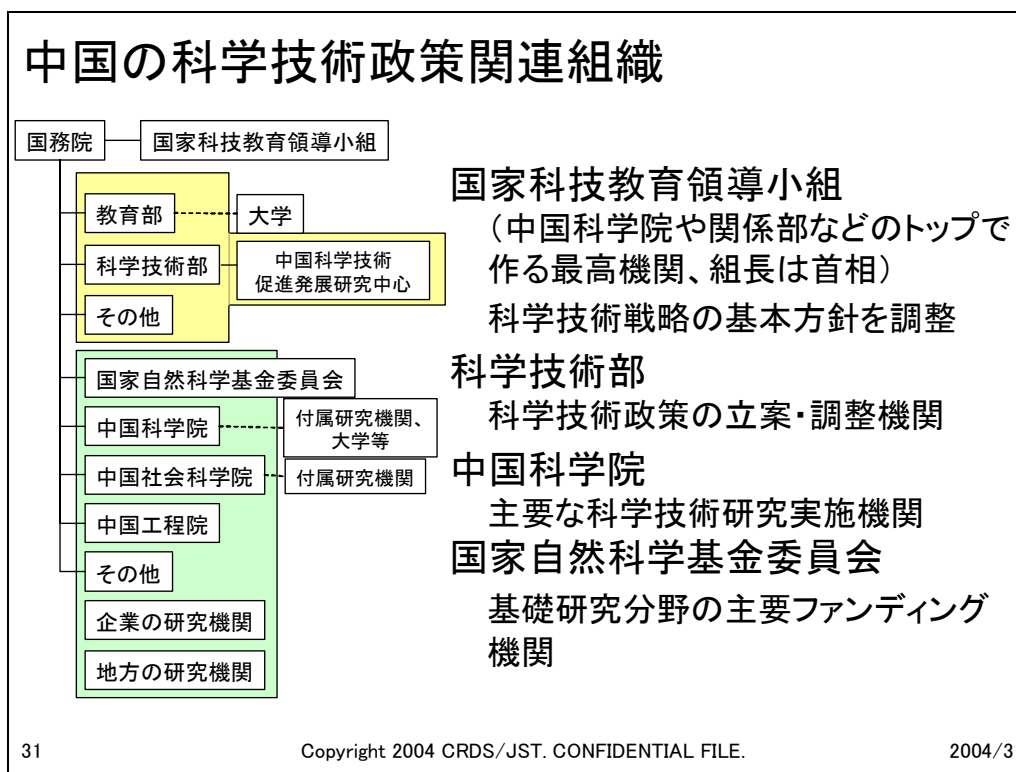 中国の科学技術政策関連組織
国務院
国家科技教育領導小組
教育部
大学
科学技術部
中国科学技術
促進発展研究中心
その他
国家自然科学基金委員会
中国科学院
付属研究機関、
大学等
中国社会科学院
付属研究機関
中国工程院
その他
企業の研究機関
地方の研究機関
国家科技教育領導小組
（中国科学院や関係部などのトップで
作る最高機関、組長は首相）
科学技術戦略の基本方針を調整
科学技術部
科学技術政策の立案・調整機関
中国科学院
主要な科学技術研究実施機関
国家自然科学基金委員会
基礎研究分野の主要ファンディング
機関
31
Copyright 2004 CRDS/JST. CONFIDENTIAL FILE.
2004/3